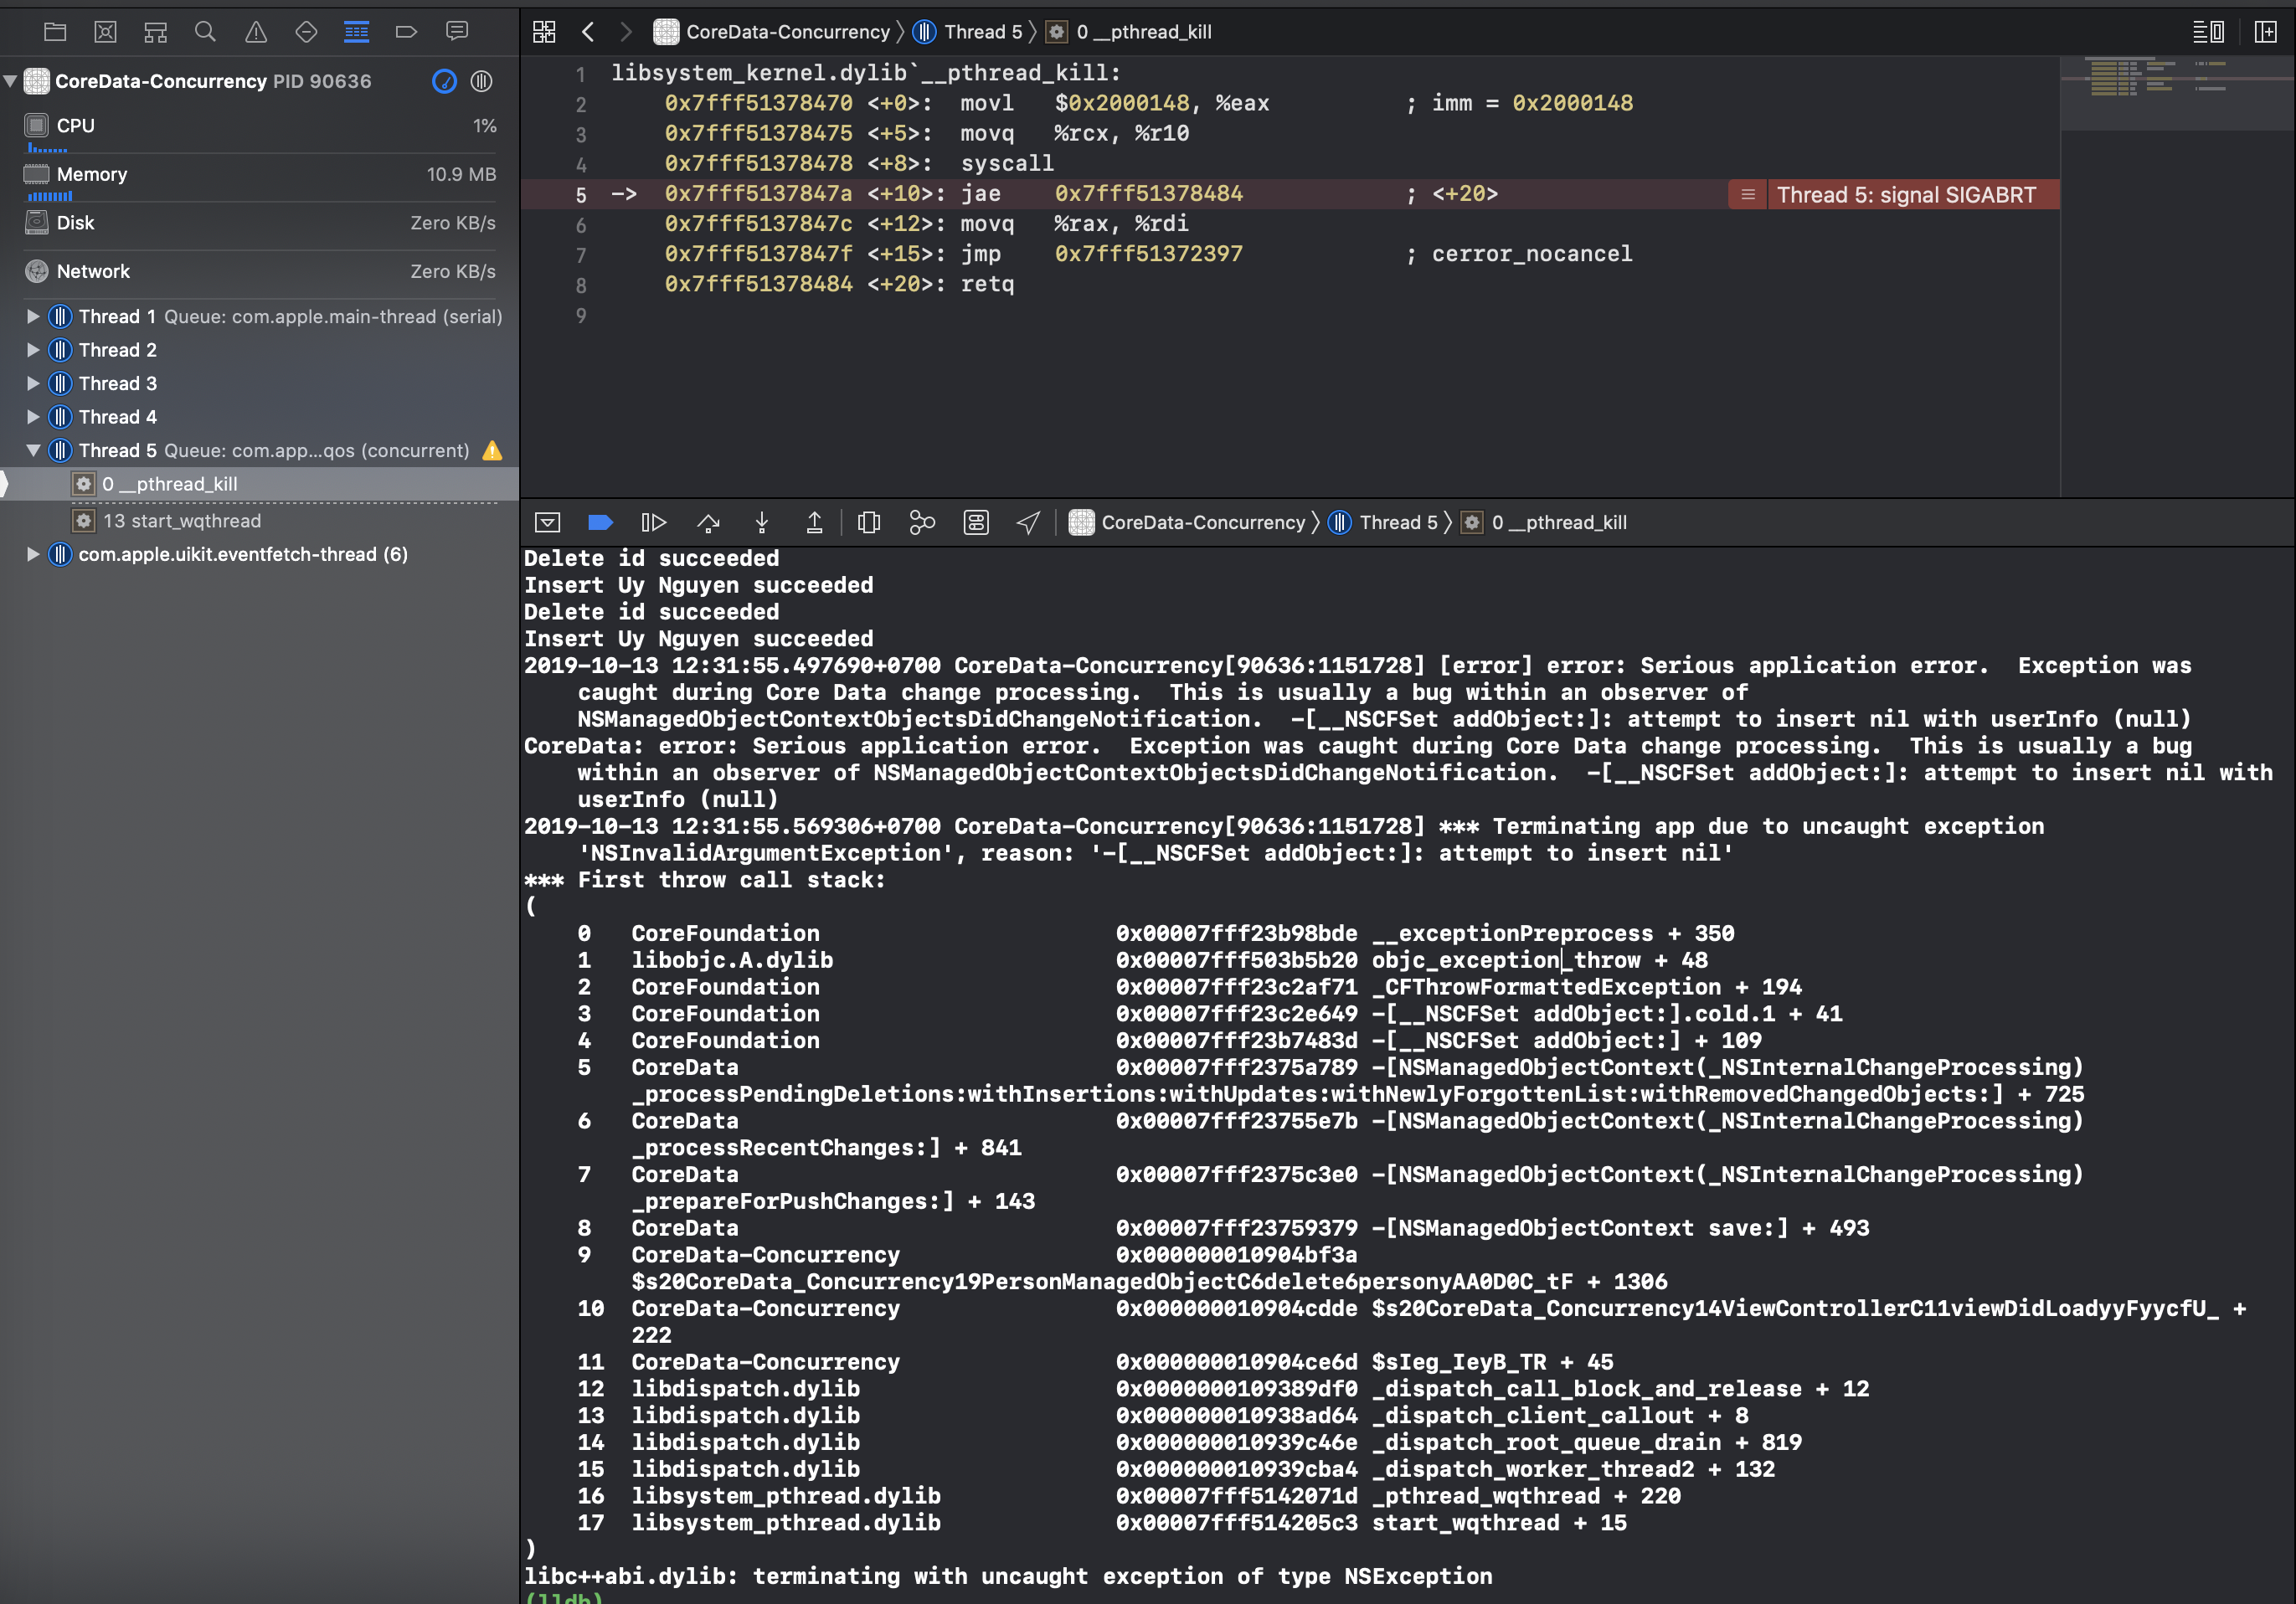 CoreData-Concurrency PID 90636
CPU 1%
Memory 10.9 MB
Disk Zero KB/s
Network Zero KB/s
Thread 1 Queue: com.apple.main-thread (serial)
Thread 2
Thread 3
Thread 4
Thread 5 Queue: com.app...qos (concurrent)
0 __pthread_kill
13 start_wqthread
com.apple.uikit.eventfetch-thread (6)
CoreData-Concurrency Thread 5 0 __pthread_kill
1 libsystem_kernel.dylib`__pthread_kill:
2 0x7fff51378470 <+0>: movl $0x2000148, %eax ; imm = 0x2000148
3 0x7fff51378475 <+5>: movq %rcx, %r10
4 0x7fff51378478 <+8>: syscall
5 -> 0x7fff5137847a <+10>: jae 0x7fff51378484 ; <+20> Thread 5: signal SIGABRT
6 0x7fff5137847c <+12>: movq %rax, %rdi
7 0x7fff5137847f <+15>: jmp 0x7fff51372397 ; cerror_nocancel
8 0x7fff51378484 <+20>: retq
9
CoreData-Concurrency Thread 5 0 __pthread_kill
Delete id succeeded
Insert Uy Nguyen succeeded
Delete id succeeded
Insert Uy Nguyen succeeded
2019-10-13 12:31:55.497690+0700 CoreData-Concurrency[90636:1151728] [error] error: Serious application error.  Exception was
caught during Core Data change processing.  This is usually a bug within an observer of
NSManagedObjectContextObjectsDidChangeNotification.  -[__NSCFSet addObject:]: attempt to insert nil with userInfo (null)
CoreData: error: Serious application error.  Exception was caught during Core Data change processing.  This is usually a bug
within an observer of NSManagedObjectContextObjectsDidChangeNotification.  -[__NSCFSet addObject:]: attempt to insert nil with
userInfo (null)
2019-10-13 12:31:55.569306+0700 CoreData-Concurrency[90636:1151728] *** Terminating app due to uncaught exception
'NSInvalidArgumentException', reason: '-[__NSCFSet addObject:]: attempt to insert nil'
*** First throw call stack:
(
0 CoreFoundation 0x00007fff23b98bde __exceptionPreprocess + 350
1 libobjc.A.dylib 0x00007fff503b5b20 objc_exception_throw + 48
2 CoreFoundation 0x00007fff23c2af71 _CFThrowFormattedException + 194
3 CoreFoundation 0x00007fff23c2e649 -[__NSCFSet addObject:].cold.1 + 41
4 CoreFoundation 0x00007fff23b7483d -[__NSCFSet addObject:] + 109
5 CoreData 0x00007fff2375a789 -[NSManagedObjectContext(_NSInternalChangeProcessing)
_processPendingDeletions:withInsertions:withUpdates:withNewlyForgottenList:withRemovedChangedObjects:] + 725
6 CoreData 0x00007fff23755e7b -[NSManagedObjectContext(_NSInternalChangeProcessing)
_processRecentChanges:] + 841
7 CoreData 0x00007fff2375c3e0 -[NSManagedObjectContext(_NSInternalChangeProcessing)
_prepareForPushChanges:] + 143
8 CoreData 0x00007fff23759379 -[NSManagedObjectContext save:] + 493
9 CoreData-Concurrency 0x000000010904bf3a
$s20CoreData_Concurrency19PersonManagedObjectC6delete6personyAA0D0C_tF + 1306
10 CoreData-Concurrency 0x000000010904cdde $s20CoreData_Concurrency14ViewControllerC11viewDidLoadyyFyycfU_ +
222
11 CoreData-Concurrency 0x000000010904ce6d $sIeg_IeyB_TR + 45
12 libdispatch.dylib 0x0000000109389df0 _dispatch_call_block_and_release + 12
13 libdispatch.dylib 0x000000010938ad64 _dispatch_client_callout + 8
14 libdispatch.dylib 0x000000010939c46e _dispatch_root_queue_drain + 819
15 libdispatch.dylib 0x000000010939cba4 _dispatch_worker_thread2 + 132
16 libsystem_pthread.dylib 0x00007fff5142071d _pthread_wqthread + 220
17 libsystem_pthread.dylib 0x00007fff514205c3 start_wqthread + 15
)
libc++abi.dylib: terminating with uncaught exception of type NSException
(lldb)